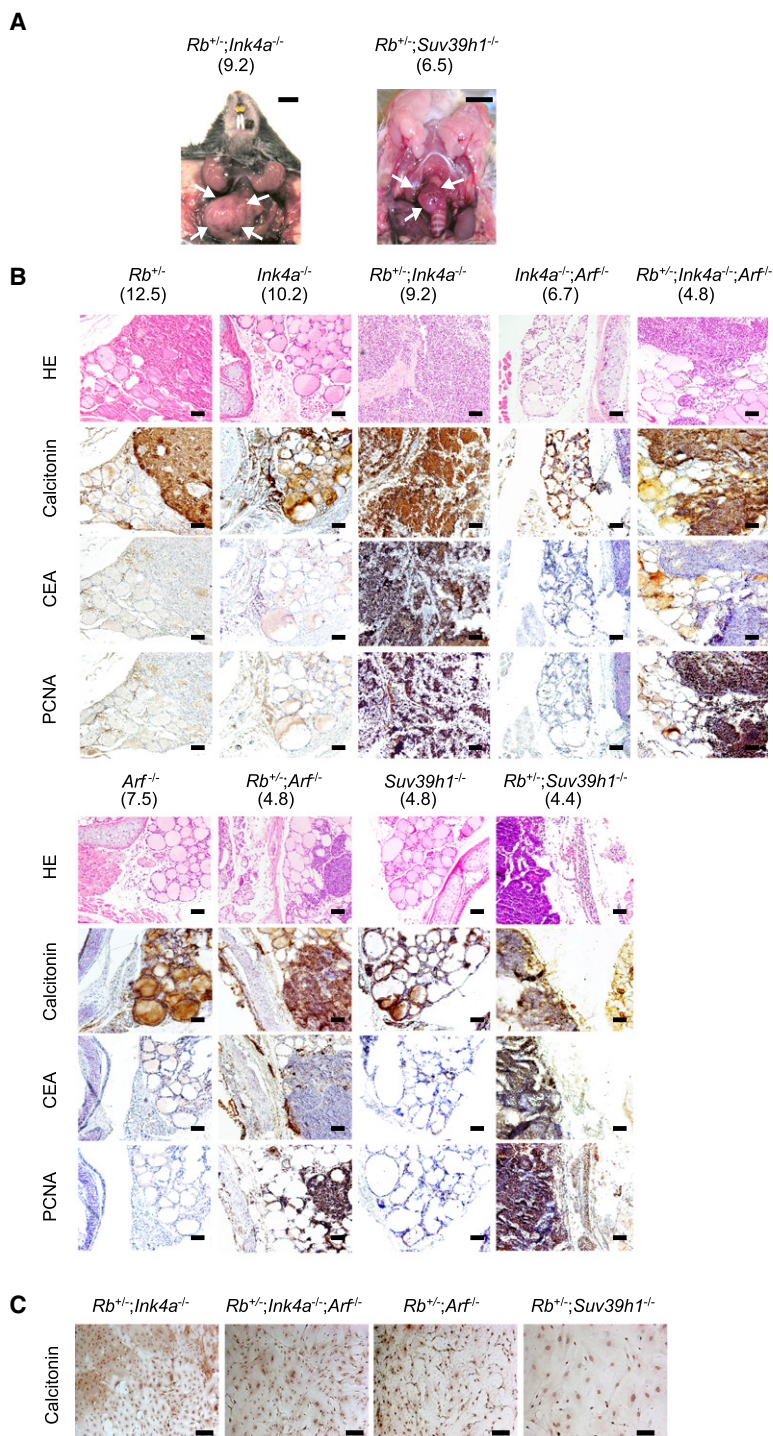 A
Rb+/-;Ink4a-/- Rb+/-;Suv39h1-/-
(9.2) (6.5)
B
Rb+/- Ink4a-/- Rb+/-;Ink4a-/- Ink4a-/-;Arf-/- Rb+/-;Ink4a-/-;Arf-/-
(12.5) (10.2) (9.2) (6.7) (4.8)
HE
Calcitonin
CEA
PCNA
Arf-/- Rb+/-;Arf-/- Suv39h1-/- Rb+/-;Suv39h1-/-
(7.5) (4.8) (4.8) (4.4)
HE
Calcitonin
CEA
PCNA
C
Rb+/-;Ink4a-/- Rb+/-;Ink4a-/-;Arf-/- Rb+/-;Arf-/- Rb+/-;Suv39h1-/-
Calcitonin